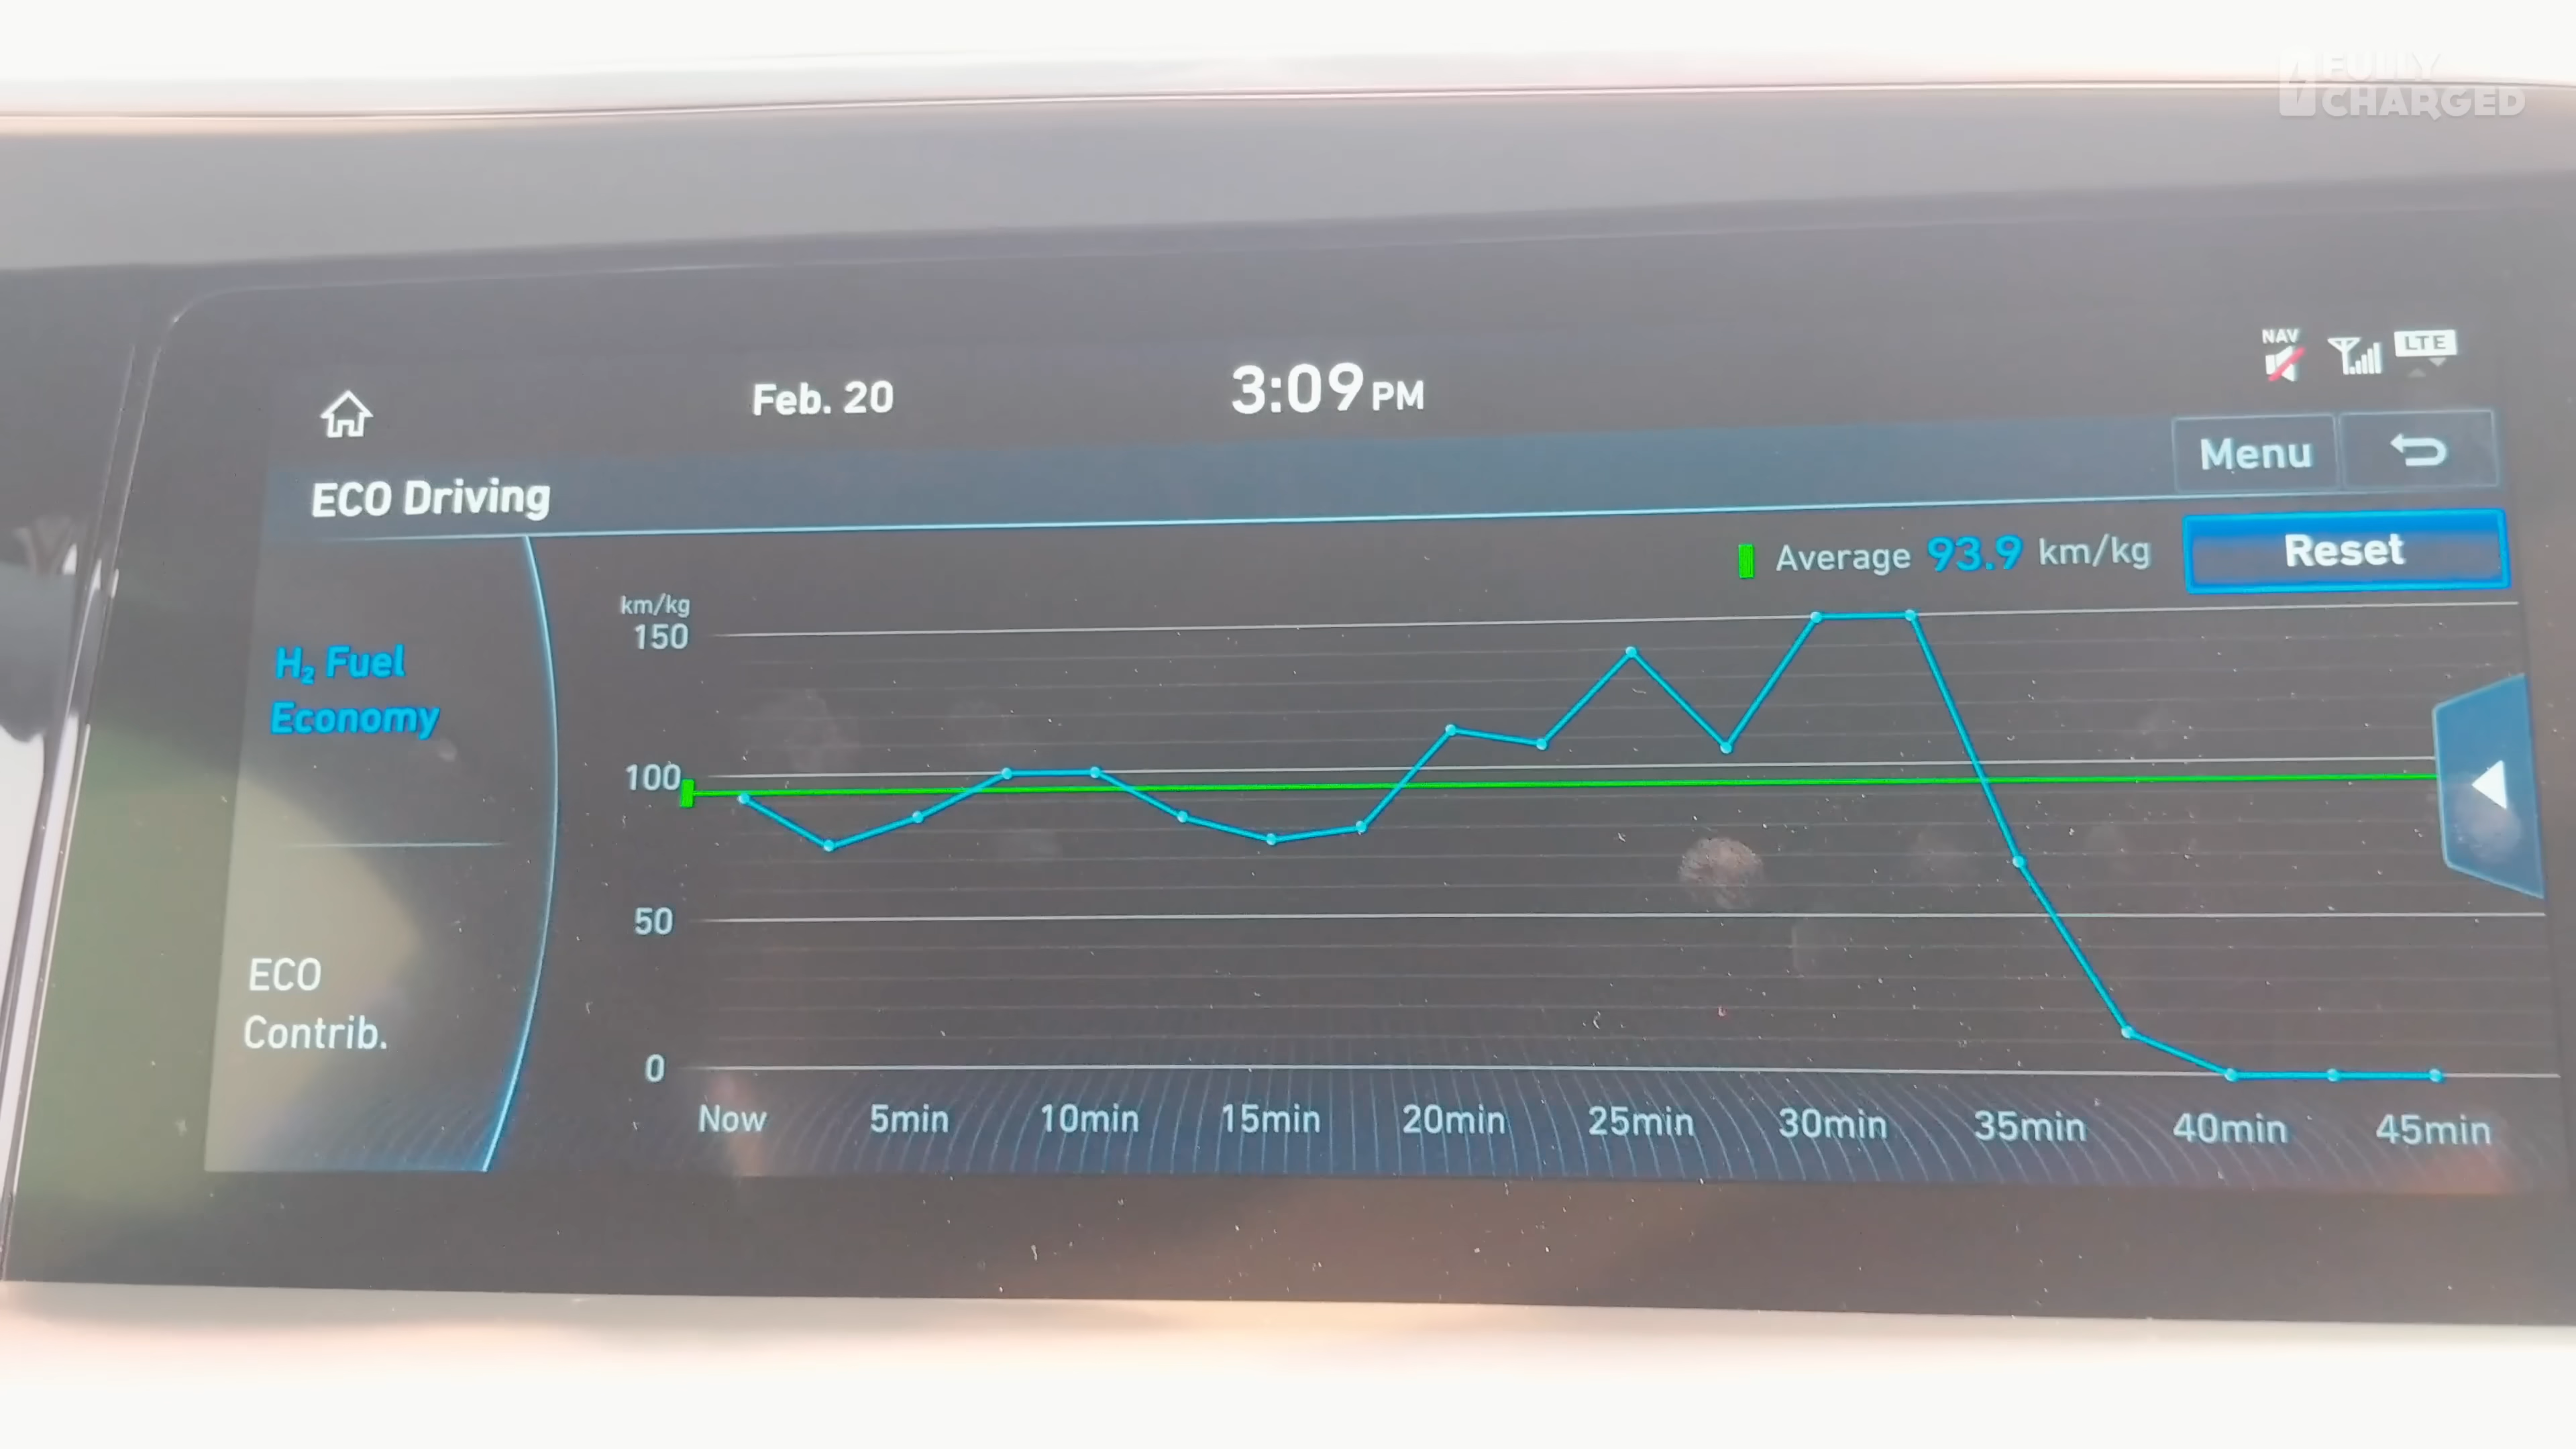 FULLY
CHARGED
NAV
LTE
Feb. 20
3:09 PM
Menu
ECO Driving
Average 93.9 km/kg
Reset
km/kg
150
H₂ Fuel
Economy
100
50
ECO
Contrib.
0
Now 5min 10min 15min 20min 25min 30min 35min 40min 45min